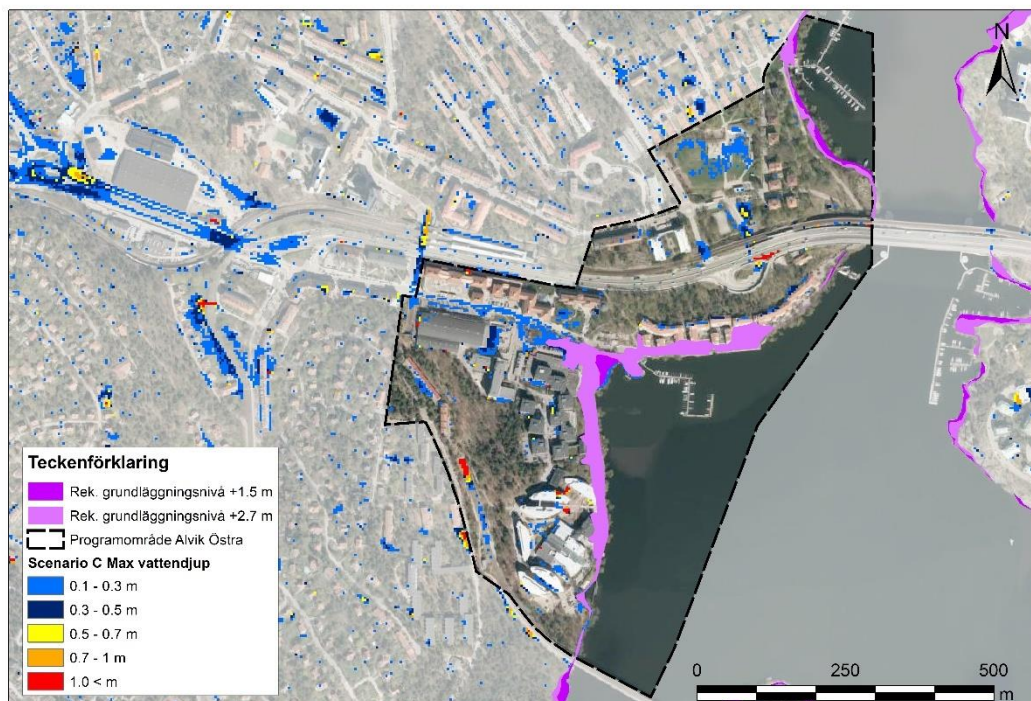 N
Teckenförklaring
Rek. grundläggningsnivå +1.5 m
Rek. grundläggningsnivå +2.7 m
Programområde Alvik Östra
Scenario C Max vattendjup
0.1 - 0.3 m
0.3 - 0.5 m
0.5 - 0.7 m
0.7 - 1 m
1.0 < m
0 250 500
m